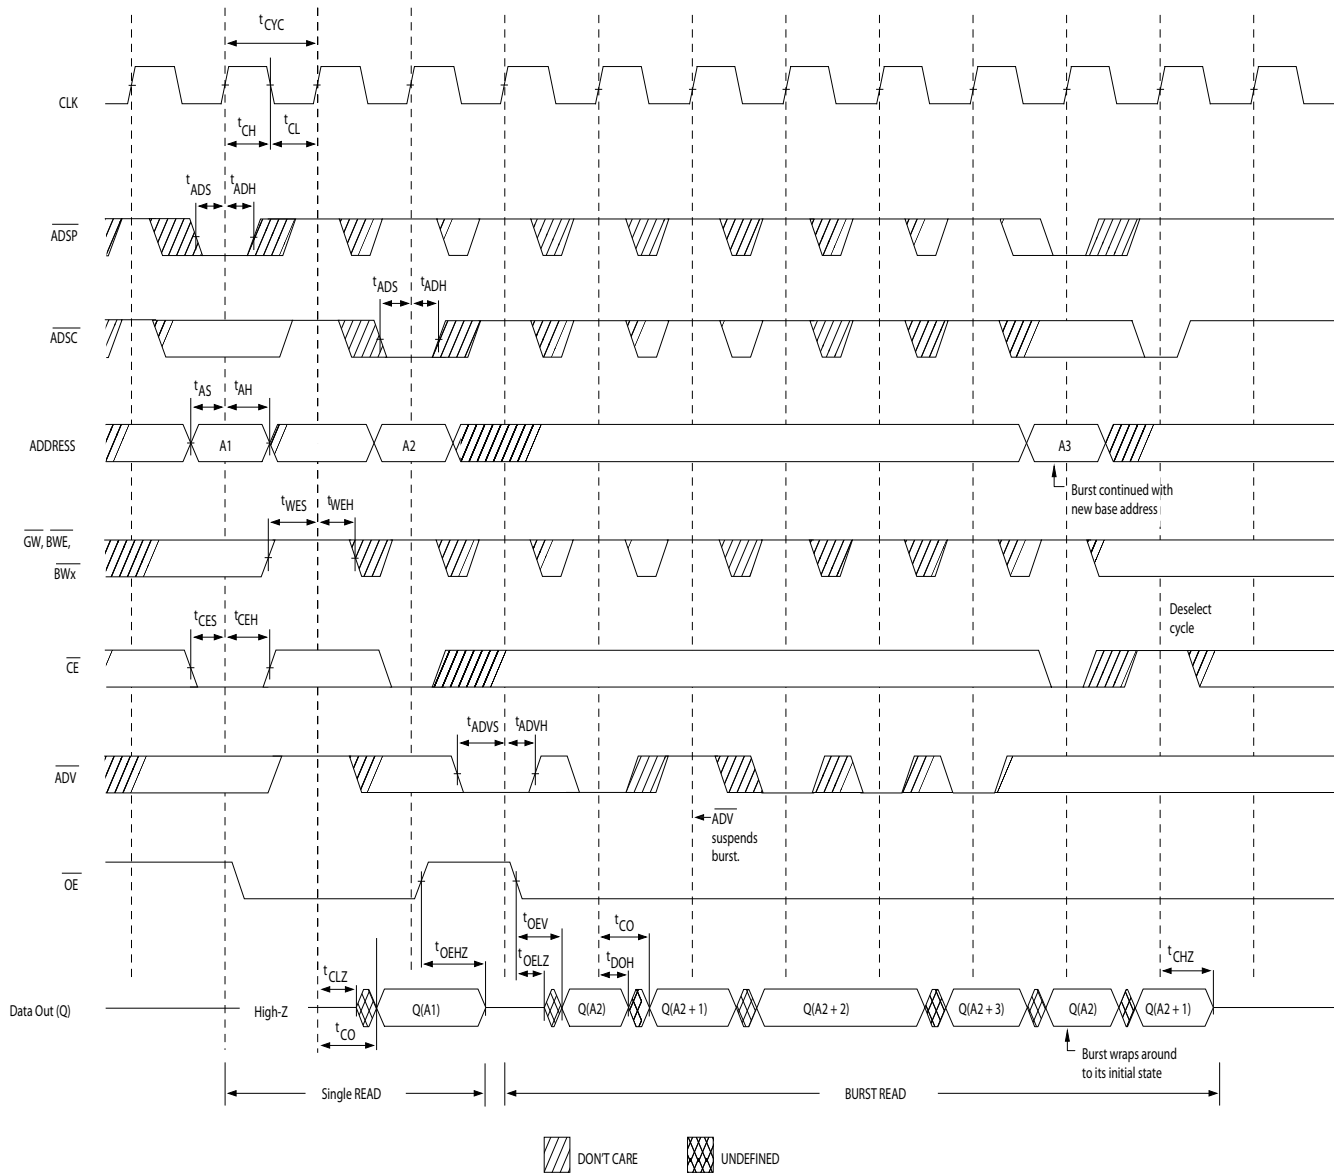 tCYC
CLK
tCH
tCL
tADS
tADH
ADSP
tADS
tADH
ADSC
tAS
tAH
ADDRESS
A1
A2
A3
Burst continued with
new base address
tWES
tWEH
GW, BWE,
BWx
tCES
tCEH
Deselect
cycle
CE
tADVS
tADVH
ADV
ADV
suspends
burst.
OE
tOEV
tCO
tOEHZ
tOELZ
tDOH
tCHZ
tCLZ
Data Out (Q)
High-Z
Q(A1)
Q(A2)
Q(A2 + 1)
Q(A2 + 2)
Q(A2 + 3)
Q(A2)
Q(A2 + 1)
tCO
Burst wraps around
to its initial state
Single READ
BURST READ
DON'T CARE
UNDEFINED